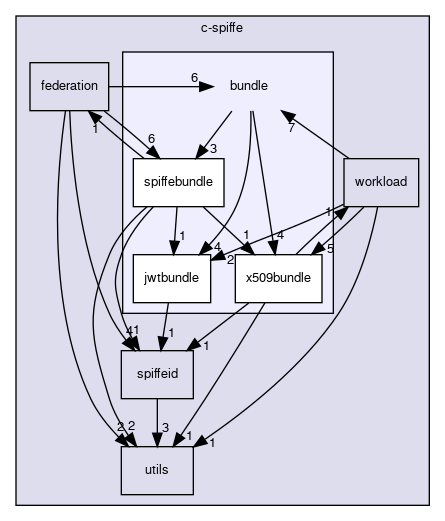 c-spiffe
federation
6
bundle
1
6
3
7
spiffebundle
workload
1
1
1
4
4
2
5
jwtbundle
x509bundle
1
1
41
spiffeid
2
2
3
1
1
utils